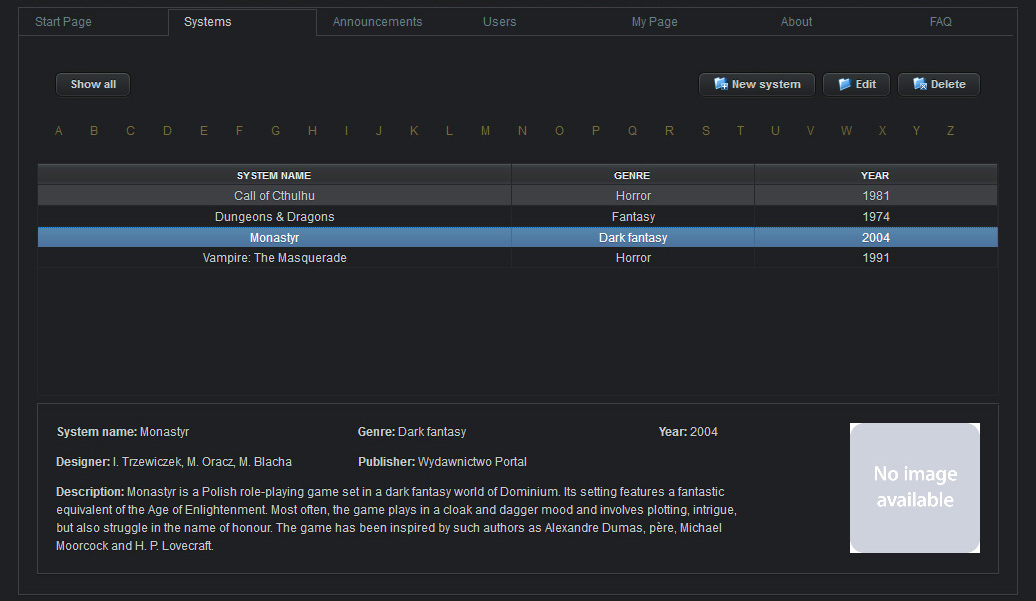 Start Page Systems Announcements Users My Page About FAQ
Show all New system Edit Delete
A B C D E F G H I J K L M N O P Q R S T U V W X Y Z
SYSTEM NAME GENRE YEAR
Call of Cthulhu Horror 1981
Dungeons & Dragons Fantasy 1974
Monastyr Dark fantasy 2004
Vampire: The Masquerade Horror 1991
System name: Monastyr Genre: Dark fantasy Year: 2004
Designer: I. Trzewiczek, M. Oracz, M. Blacha Publisher: Wydawnictwo Portal
Description: Monastyr is a Polish role-playing game set in a dark fantasy world of Dominium. Its setting features a fantastic
equivalent of the Age of Enlightenment. Most often, the game plays in a cloak and dagger mood and involves plotting, intrigue,
but also struggle in the name of honour. The game has been inspired by such authors as Alexandre Dumas, père, Michael
Moorcock and H. P. Lovecraft.
No image
available